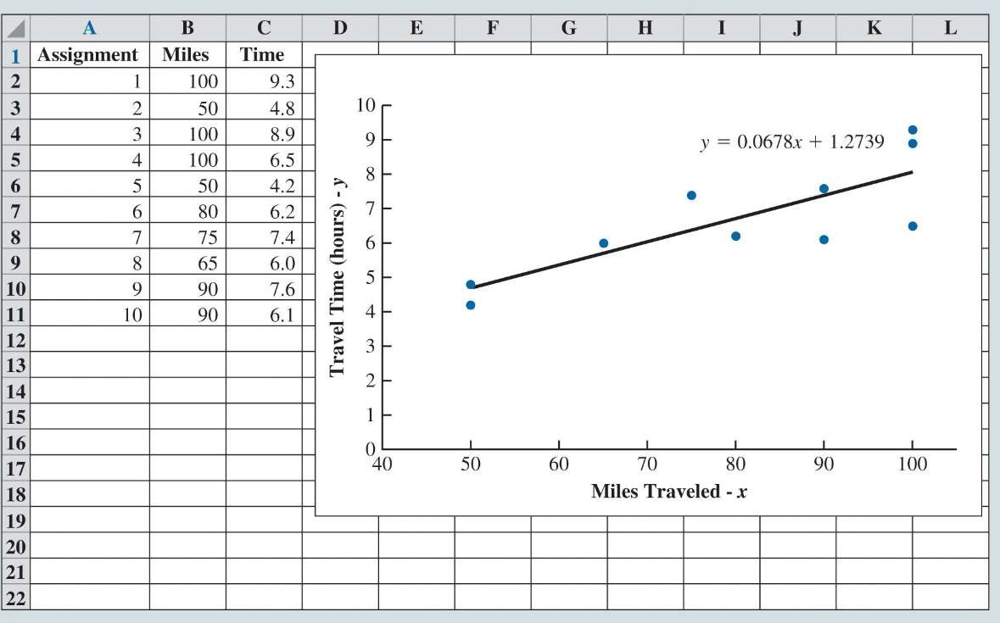 A B C D E F G H I J K L
1 Assignment Miles Time
2 1 100 9.3
3 2 50 4.8
4 3 100 8.9
5 4 100 6.5
6 5 50 4.2
7 6 80 6.2
8 7 75 7.4
9 8 65 6.0
10 9 90 7.6
11 10 90 6.1
12
13
14
15
16
17
18
19
20
21
22
10
9
8
7
6
5
4
3
2
1
0
Travel Time (hours) - y
y = 0.0678x + 1.2739
40 50 60 70 80 90 100
Miles Traveled - x